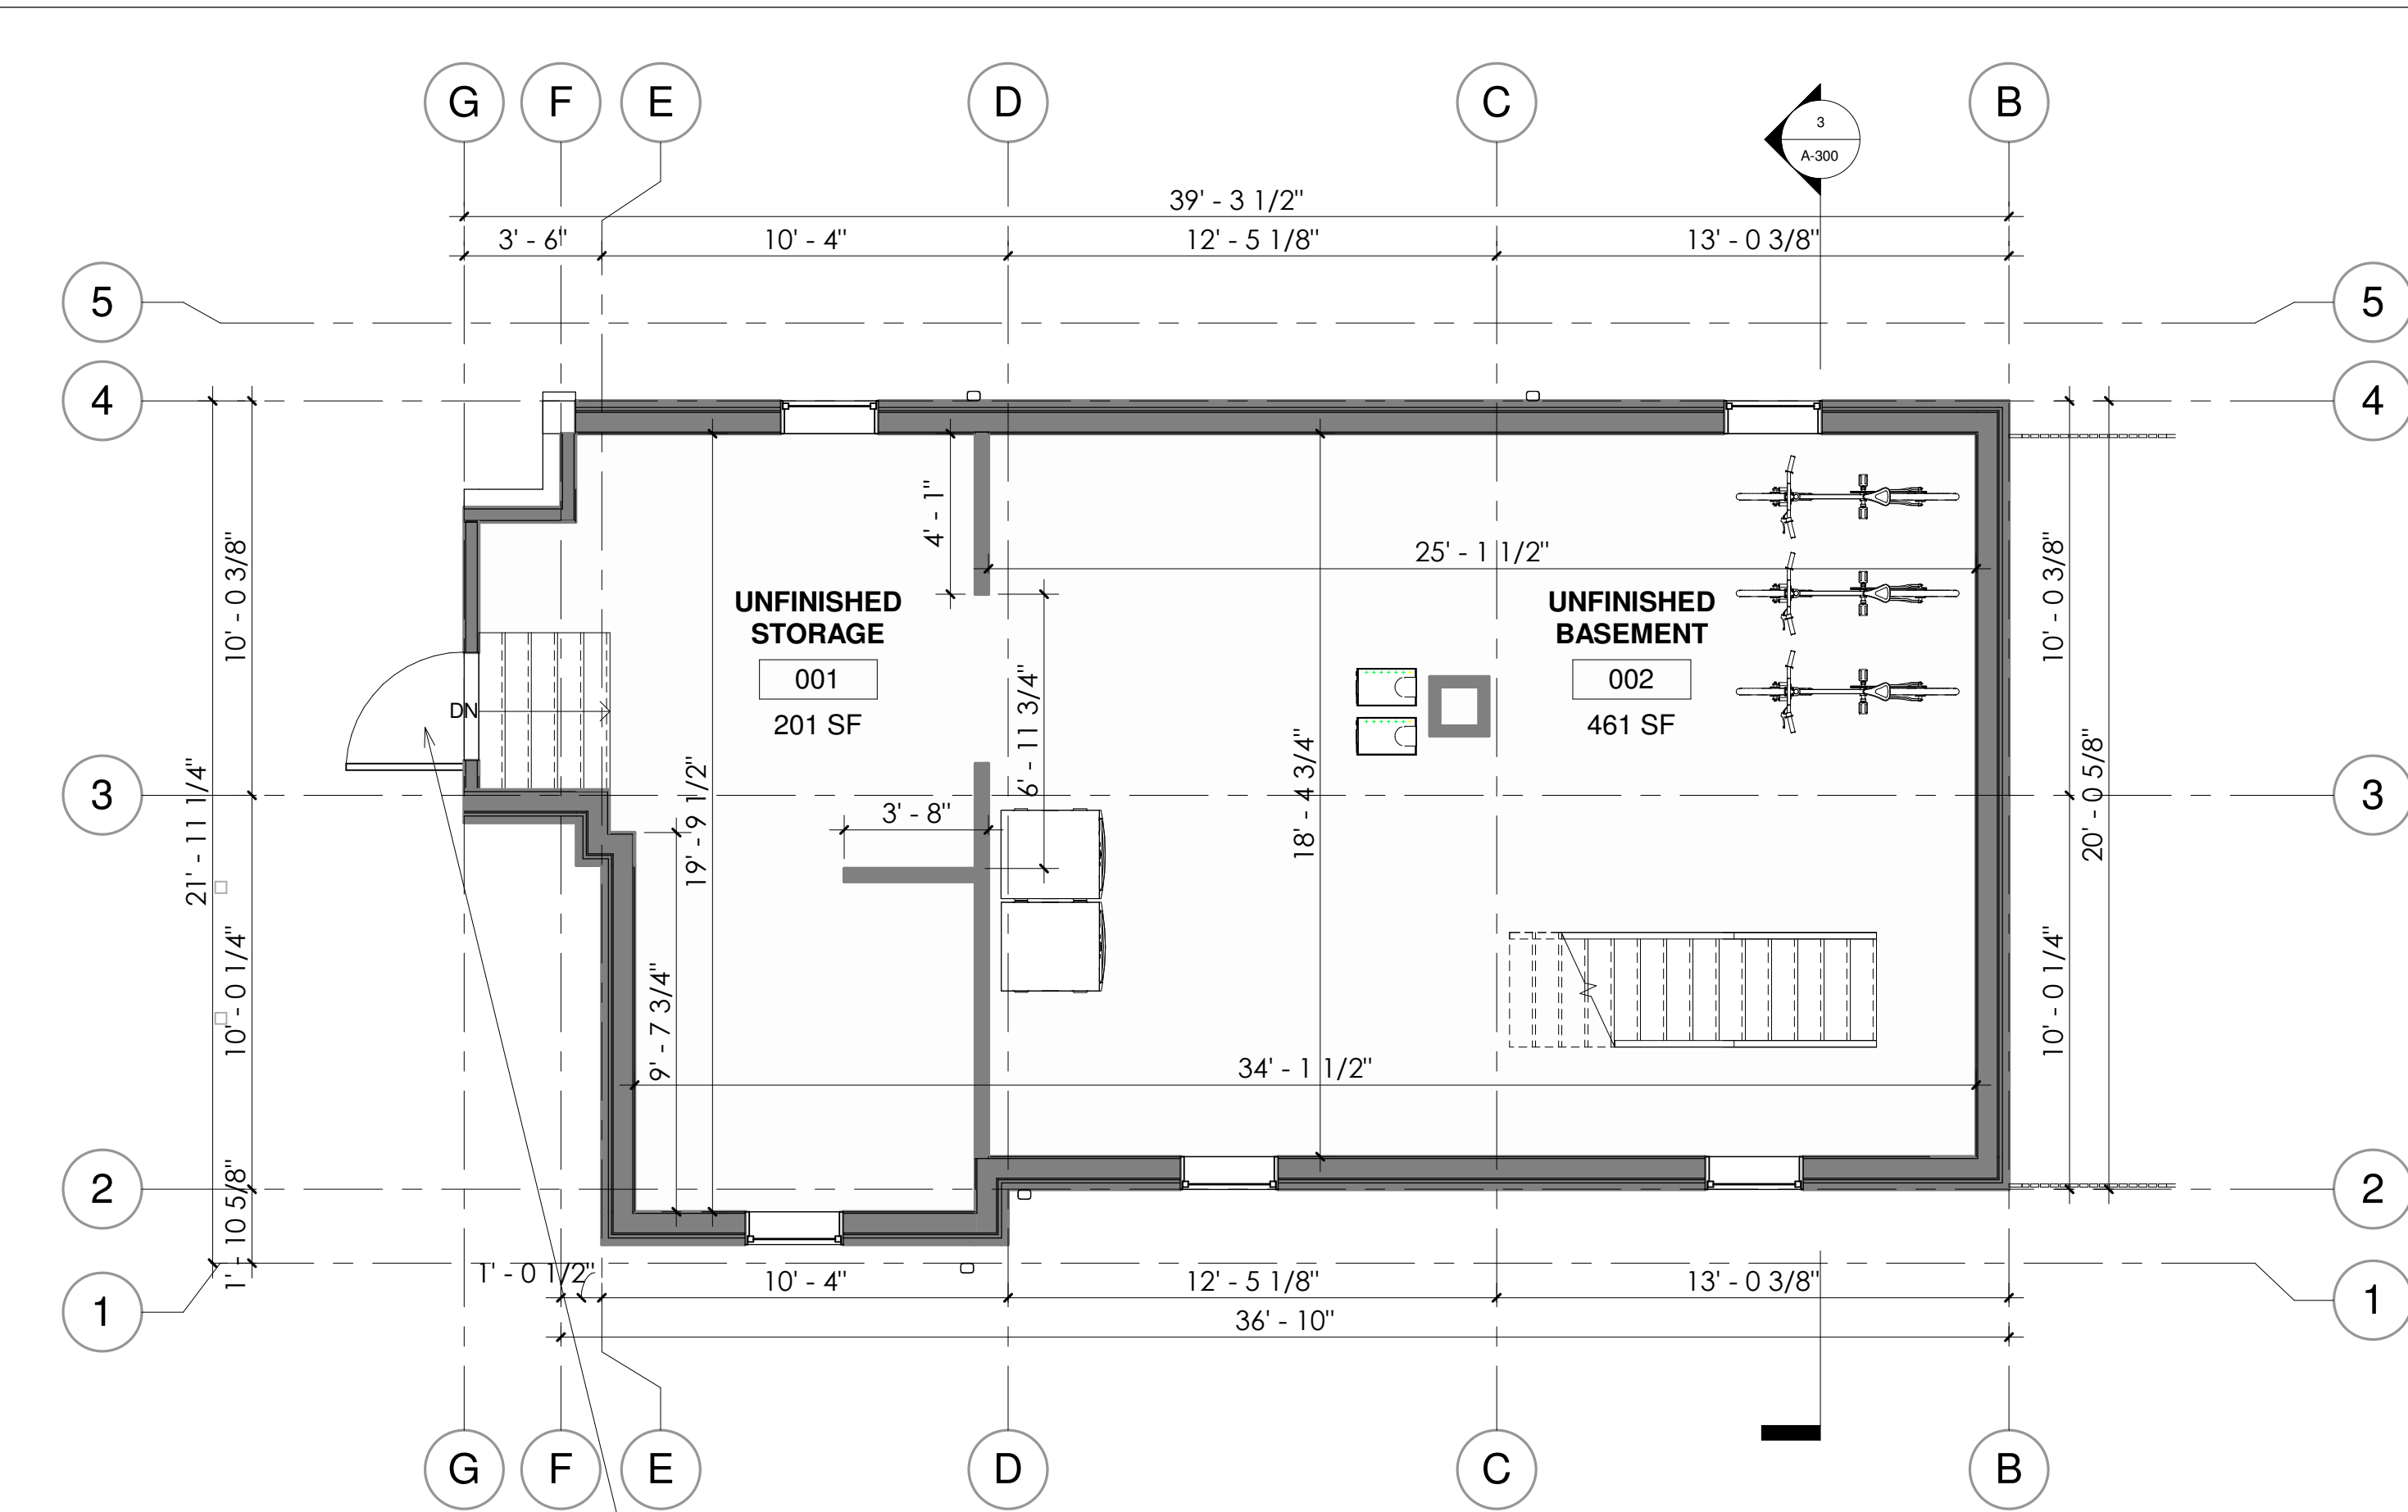 G F E D C B
3
A-300
39' - 3 1/2"
3' - 6" 10' - 4" 12' - 5 1/8" 13' - 0 3/8"
5 5
4 4
4' - 1"
25' - 1 1/2"
10' - 0 3/8" 10' - 0 3/8"
UNFINISHED UNFINISHED
STORAGE BASEMENT
001 002
201 SF 461 SF
DN
6' - 11 3/4"
3 3
21' - 11 1/4" 19' - 9 1/2" 18' - 4 3/4" 20' - 0 5/8"
3' - 8"
10' - 0 1/4" 9' - 7 3/4" 10' - 0 1/4"
34' - 1 1/2"
2 2
1' - 10 5/8"
1' - 0 1/2" 10' - 4" 12' - 5 1/8" 13' - 0 3/8"
1 1
36' - 10"
G F E D C B